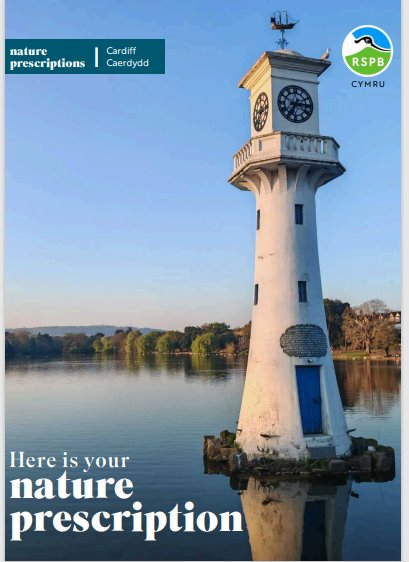 nature
prescriptions
Cardiff
Caerdydd
RSPB
CYMRU
Here is your
nature
prescription